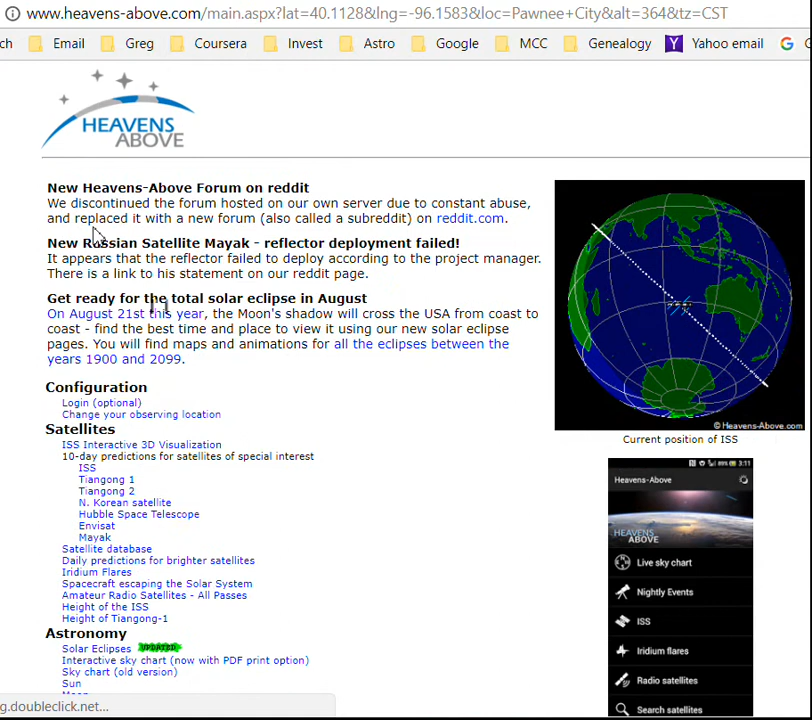 www.heavens-above.com/main.aspx?lat=40.1128&lng=-96.1583&loc=Pawnee+City&alt=364&tz=CST
ch Email Greg Coursera Invest Astro Google MCC Genealogy Yahoo email G
HEAVENS
ABOVE
New Heavens-Above Forum on reddit
We discontinued the forum hosted on our own server due to constant abuse,
and replaced it with a new forum (also called a subreddit) on reddit.com.
New Russian Satellite Mayak - reflector deployment failed!
It appears that the reflector failed to deploy according to the project manager.
There is a link to his statement on our reddit page.
Get ready for the total solar eclipse in August
On August 21st this year, the Moon's shadow will cross the USA from coast to
coast - find the best time and place to view it using our new solar eclipse
pages. You will find maps and animations for all the eclipses between the
years 1900 and 2099.
Configuration
Login (optional)
Change your observing location
Satellites
ISS Interactive 3D Visualization
10-day predictions for satellites of special interest
ISS
Tiangong 1
Tiangong 2
N. Korean satellite
Hubble Space Telescope
Envisat
Mayak
Satellite database
Daily predictions for brighter satellites
Iridium Flares
Spacecraft escaping the Solar System
Amateur Radio Satellites - All Passes
Height of the ISS
Height of Tiangong-1
Astronomy
Solar Eclipses UPDATED
Interactive sky chart (now with PDF print option)
Sky chart (old version)
Sun
Moon
g.doubleclick.net...
© Heavens-Above.com
Current position of ISS
3:11
Heavens-Above
HEAVENS
ABOVE
Live sky chart
Nightly Events
ISS
Iridium flares
Radio satellites
Search satellites